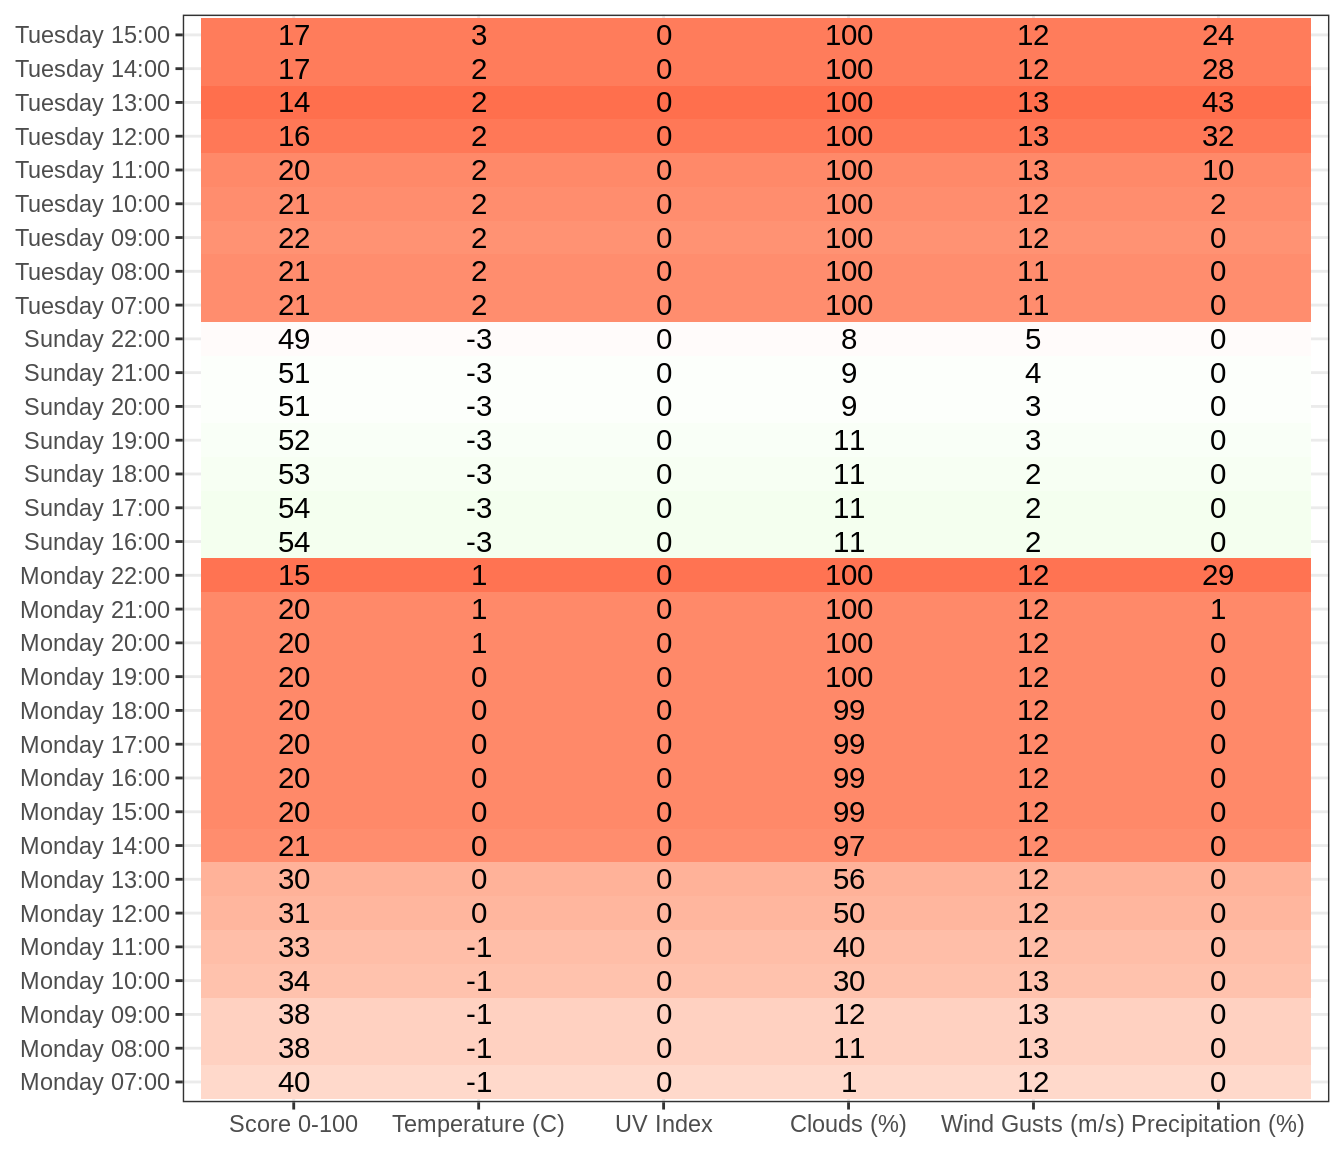 Tuesday 15:00 17 3 0 100 12 24
Tuesday 14:00 17 2 0 100 12 28
Tuesday 13:00 14 2 0 100 13 43
Tuesday 12:00 16 2 0 100 13 32
Tuesday 11:00 20 2 0 100 13 10
Tuesday 10:00 21 2 0 100 12 2
Tuesday 09:00 22 2 0 100 12 0
Tuesday 08:00 21 2 0 100 11 0
Tuesday 07:00 21 2 0 100 11 0
Sunday 22:00 49 -3 0 8 5 0
Sunday 21:00 51 -3 0 9 4 0
Sunday 20:00 51 -3 0 9 3 0
Sunday 19:00 52 -3 0 11 3 0
Sunday 18:00 53 -3 0 11 2 0
Sunday 17:00 54 -3 0 11 2 0
Sunday 16:00 54 -3 0 11 2 0
Monday 22:00 15 1 0 100 12 29
Monday 21:00 20 1 0 100 12 1
Monday 20:00 20 1 0 100 12 0
Monday 19:00 20 0 0 100 12 0
Monday 18:00 20 0 0 99 12 0
Monday 17:00 20 0 0 99 12 0
Monday 16:00 20 0 0 99 12 0
Monday 15:00 20 0 0 99 12 0
Monday 14:00 21 0 0 97 12 0
Monday 13:00 30 0 0 56 12 0
Monday 12:00 31 0 0 50 12 0
Monday 11:00 33 -1 0 40 12 0
Monday 10:00 34 -1 0 30 13 0
Monday 09:00 38 -1 0 12 13 0
Monday 08:00 38 -1 0 11 13 0
Monday 07:00 40 -1 0 1 12 0
Score 0-100 Temperature (C) UV Index Clouds (%) Wind Gusts (m/s) Precipitation (%)